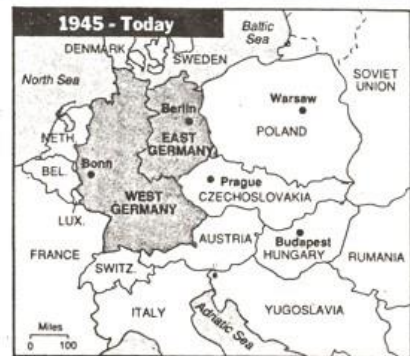 1945 - Today
Baltic
Sea
DENMARK
SWEDEN
North Sea
SOVIET
UNION
Berlin
Warsaw
EAST
GERMANY
POLAND
NETH.
BEL.
Bonn
Prague
CZECHOSLOVAKIA
WEST
GERMANY
LUX.
FRANCE
AUSTRIA
Budapest
HUNGARY
SWITZ.
RUMANIA
ITALY
Adriatic Sea
YUGOSLAVIA
Miles
0 100